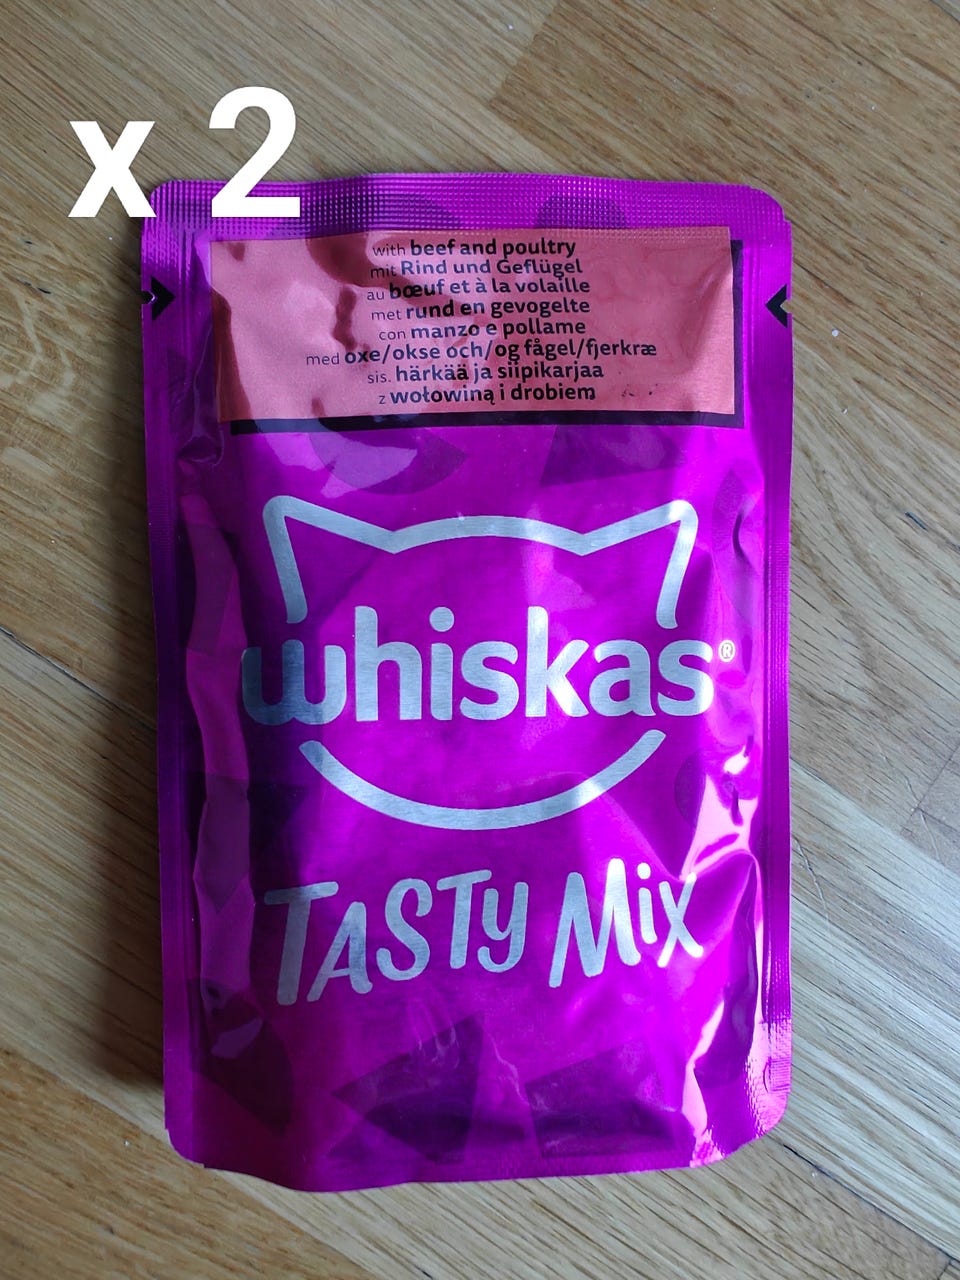 x 2
with beef and poultry
mit Rind und Geflügel
au bœuf et à la volaille
met rund en gevogelte
con manzo e pollame
med oxe/okse och/og fågel/fjerkræ
sis. härkää ja siipikarjaa
z wołowiną i drobiem
whiskas®
TASTY MiX